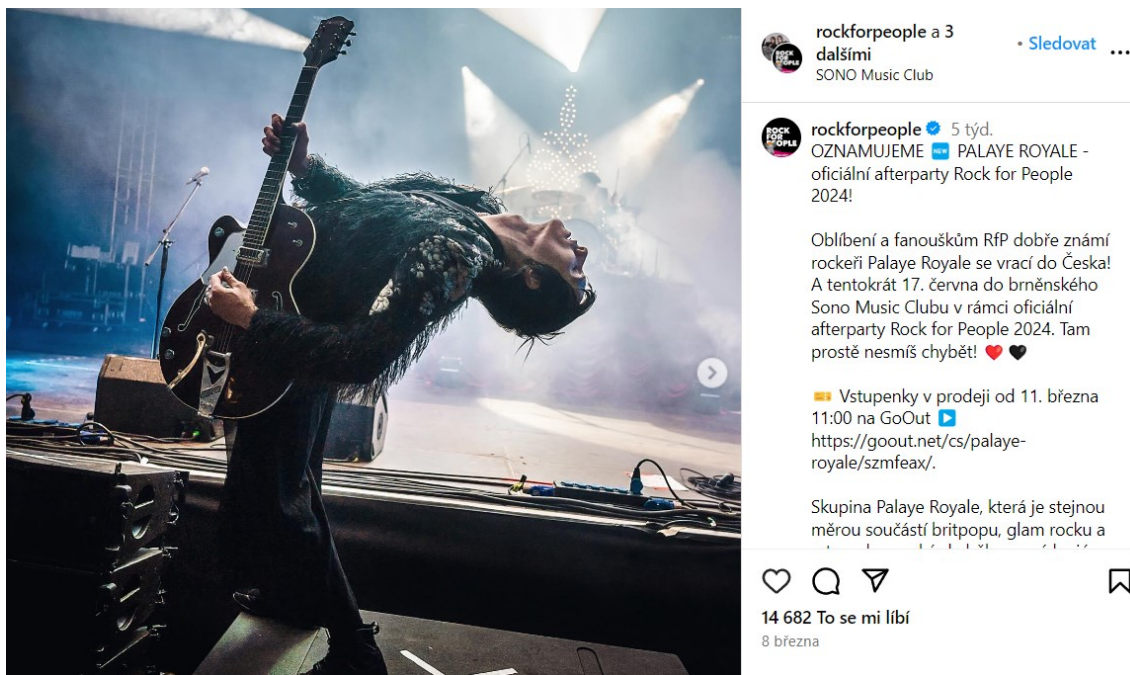 rockforpeople a 3
dalšími
• Sledovat
SONO Music Club
ROCK
FOR
PEOPLE
rockforpeople 5 týd.
OZNAMUJEME NEW PALAYE ROYALE -
oficiální afterparty Rock for People
2024!
Oblíbení a fanouškům RfP dobře známí
rockeři Palaye Royale se vrací do Česka!
A tentokrát 17. června do brněnského
Sono Music Clubu v rámci oficiální
afterparty Rock for People 2024. Tam
prostě nesmíš chybět! ❤️ 🖤
🎫 Vstupenky v prodeji od 11. března
11:00 na GoOut ▶️
https://goout.net/cs/palaye-
royale/szmfeax/.
Skupina Palaye Royale, která je stejnou
měrou součástí britpopu, glam rocku a
14 682 To se mi líbí
8 března